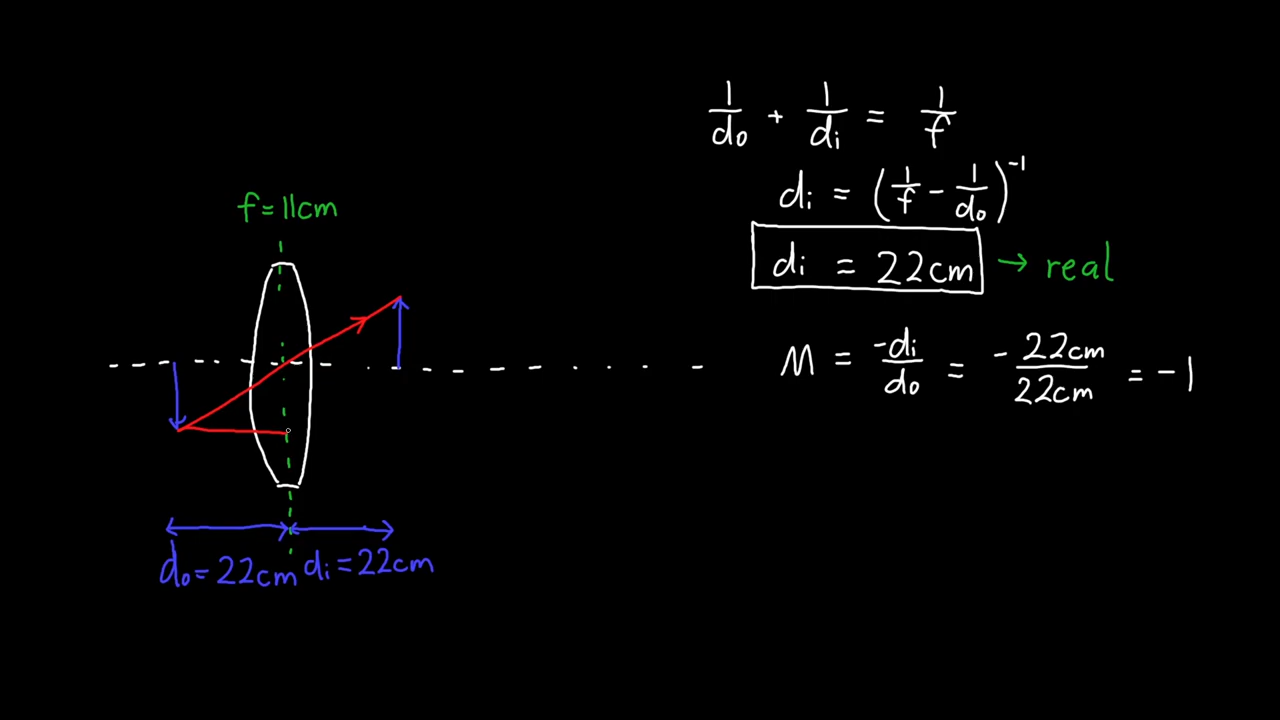 f = 11cm
do = 22cm di = 22cm
1/do + 1/di = 1/f
di = (1/f - 1/do)^-1
di = 22cm → real
M = -di/do = -22cm/22cm = -1